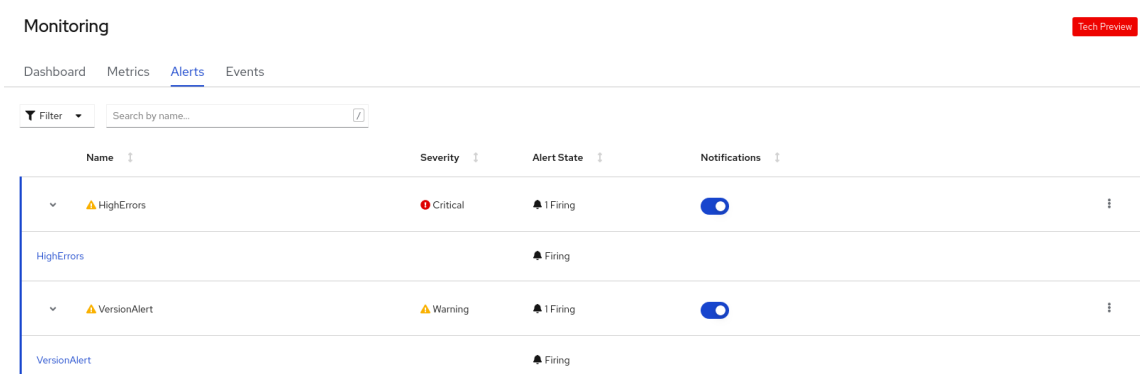 Monitoring
Tech Preview
Dashboard Metrics Alerts Events
Filter Search by name... /
Name Severity Alert State Notifications
HighErrors Critical 1 Firing
HighErrors Firing
VersionAlert Warning 1 Firing
VersionAlert Firing